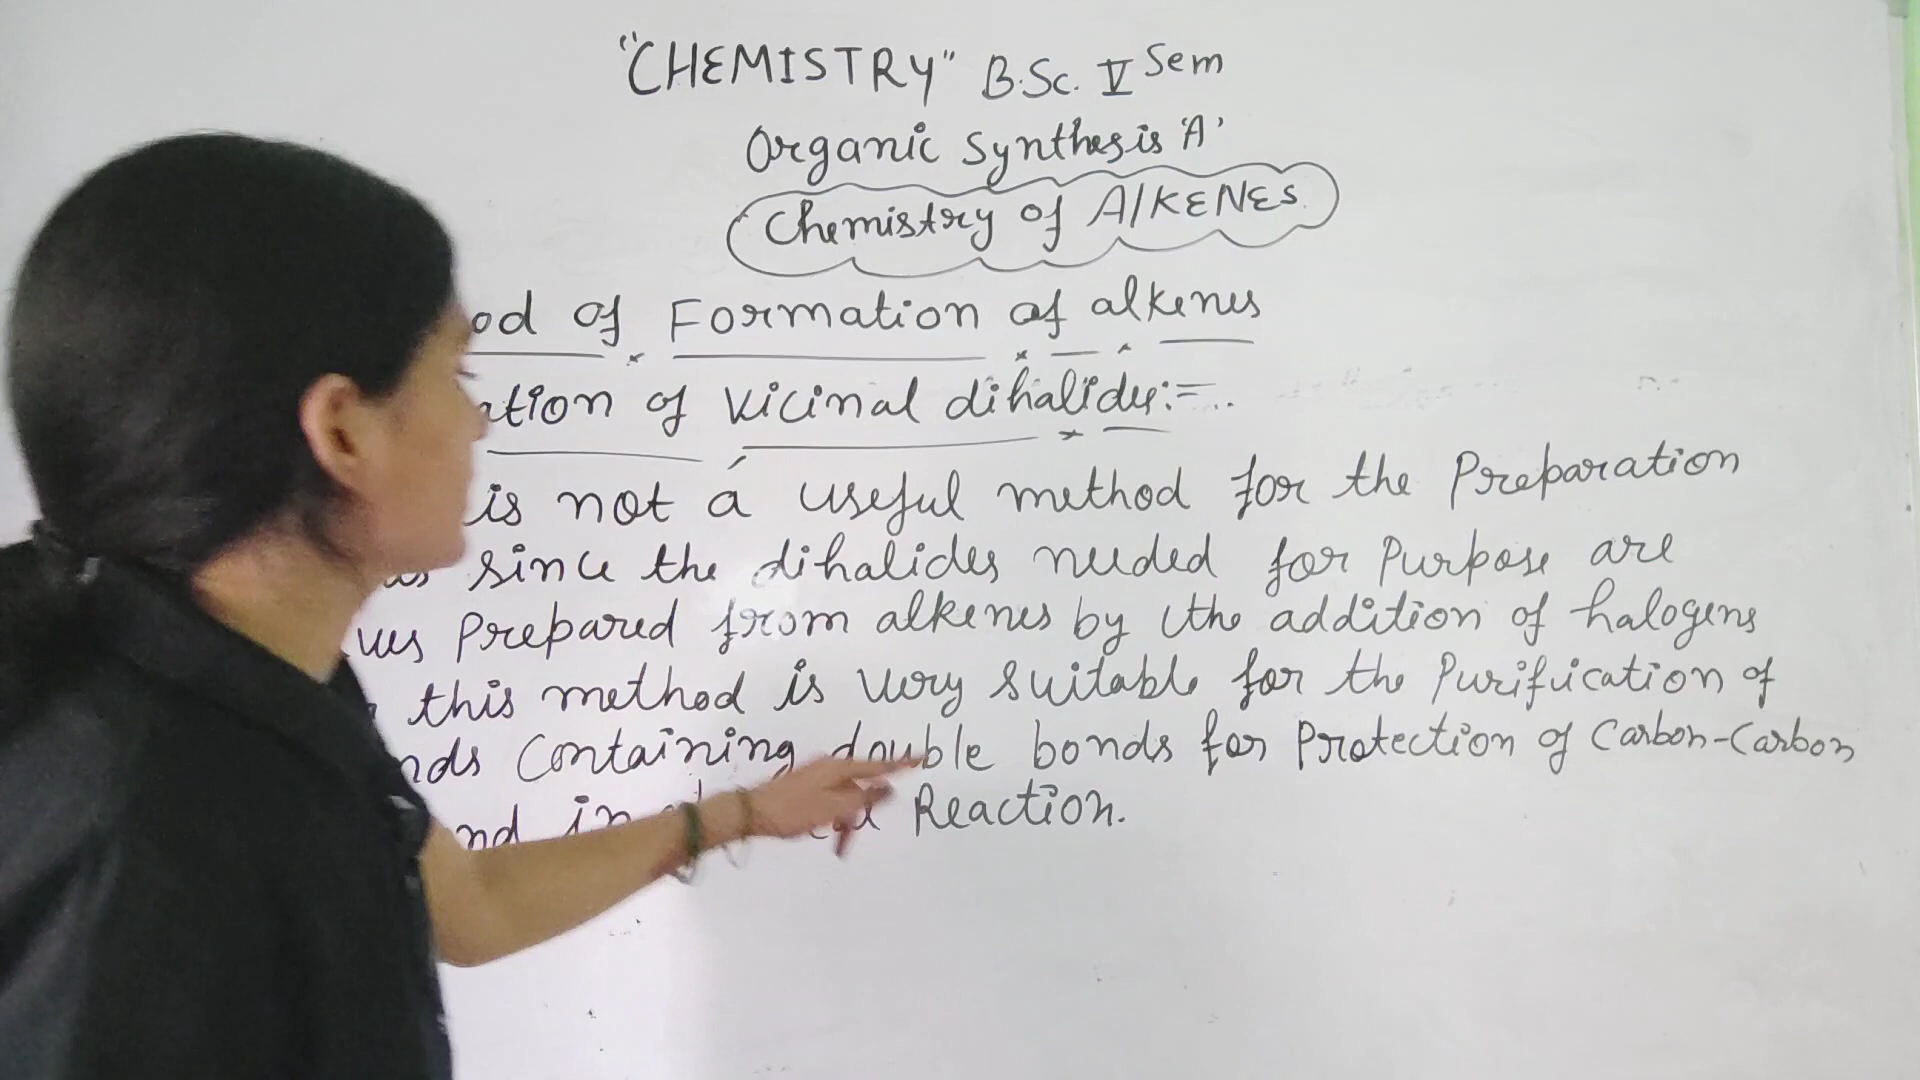 "CHEMISTRY" B.Sc. V Sem
Organic Synthesis 'A'
Chemistry of AlKENES
of Formation of alkenes
of Vicinal dihalides:=..
is not a useful method for the Preparation
since the dihalides needed for Purpose are
Prepared from alkenes by the addition of halogens
this method is very suitable for the Purification of
Containing double bonds for Protection of Carbon-Carbon
in Reaction.